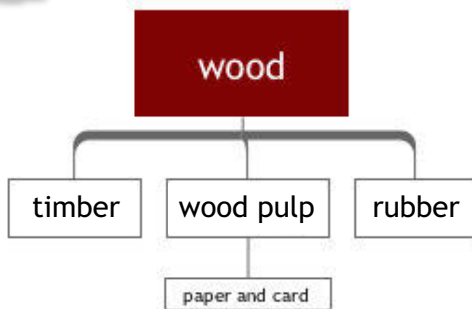 wood
timber
wood pulp
rubber
paper and card